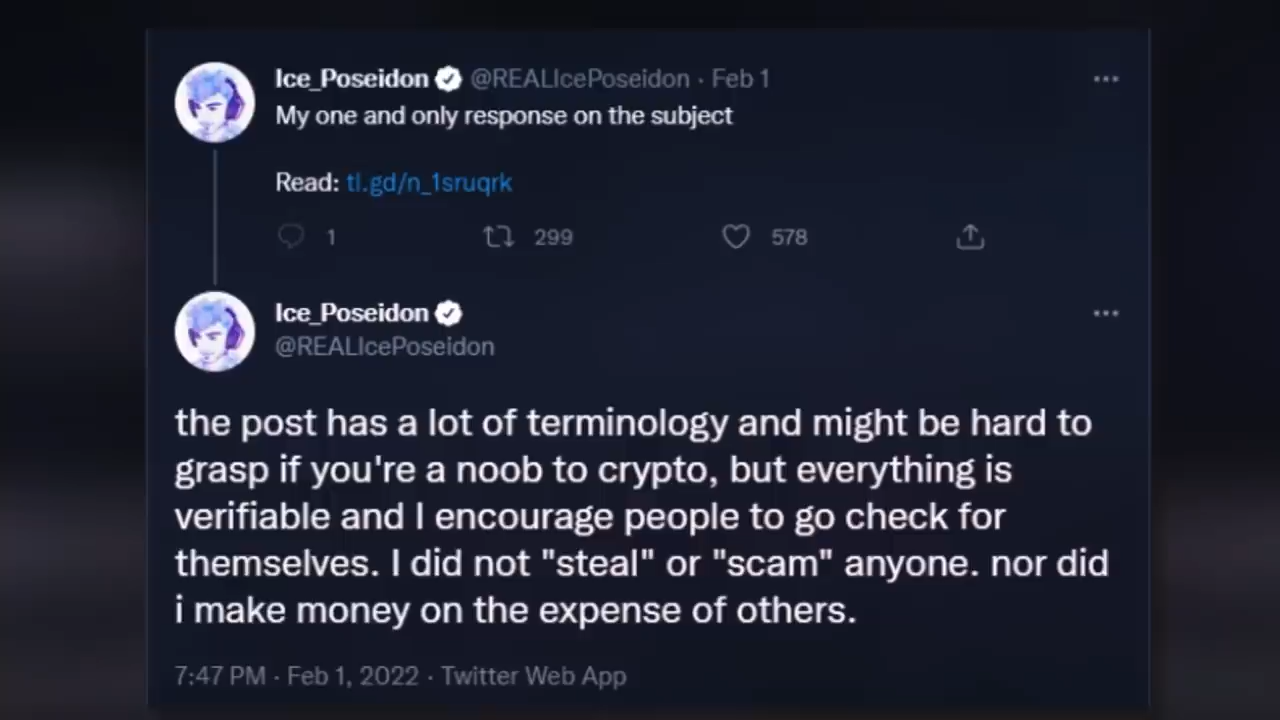 Ice_Poseidon @REALIcePoseidon · Feb 1
My one and only response on the subject
Read: tl.gd/n_1sruqrk
1 299 578
Ice_Poseidon
@REALIcePoseidon
the post has a lot of terminology and might be hard to
grasp if you're a noob to crypto, but everything is
verifiable and I encourage people to go check for
themselves. I did not "steal" or "scam" anyone. nor did
i make money on the expense of others.
7:47 PM · Feb 1, 2022 · Twitter Web App